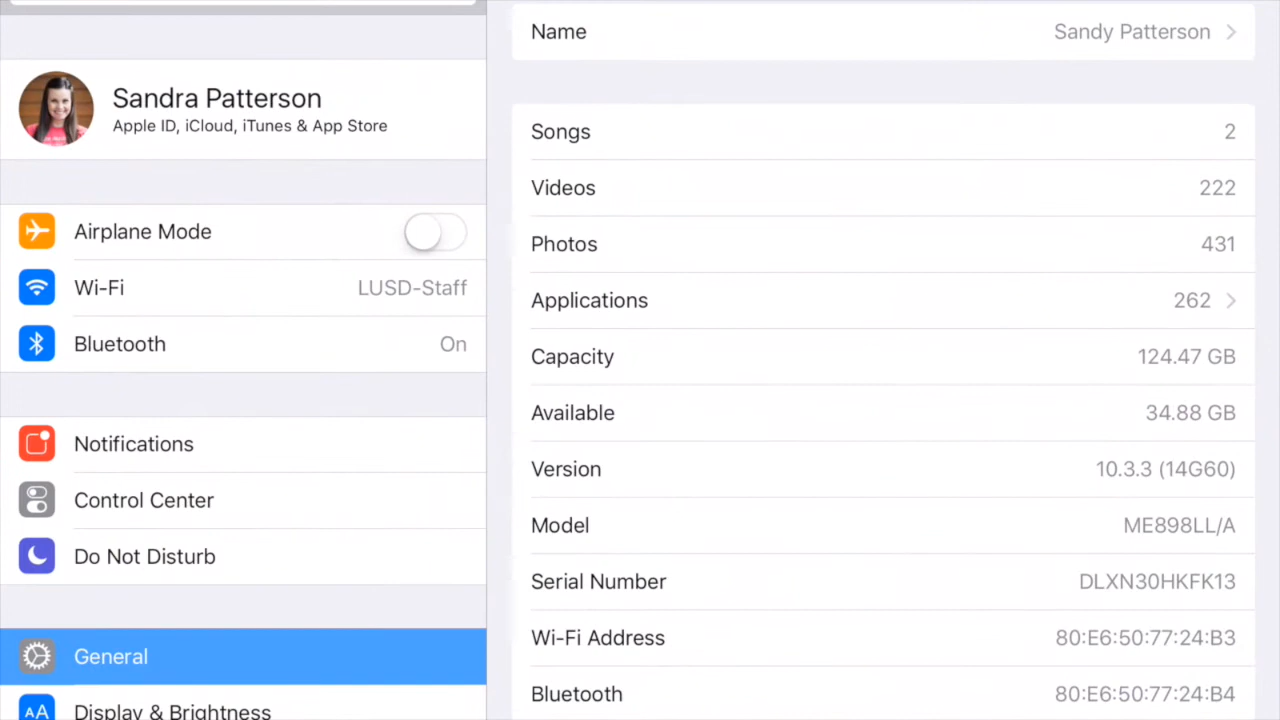 Sandra Patterson
Apple ID, iCloud, iTunes & App Store
Airplane Mode
Wi-Fi LUSD-Staff
Bluetooth On
Notifications
Control Center
Do Not Disturb
General
AA Display & Brightness
Name Sandy Patterson
Songs 2
Videos 222
Photos 431
Applications 262
Capacity 124.47 GB
Available 34.88 GB
Version 10.3.3 (14G60)
Model ME898LL/A
Serial Number DLXN30HKFK13
Wi-Fi Address 80:E6:50:77:24:B3
Bluetooth 80:E6:50:77:24:B4